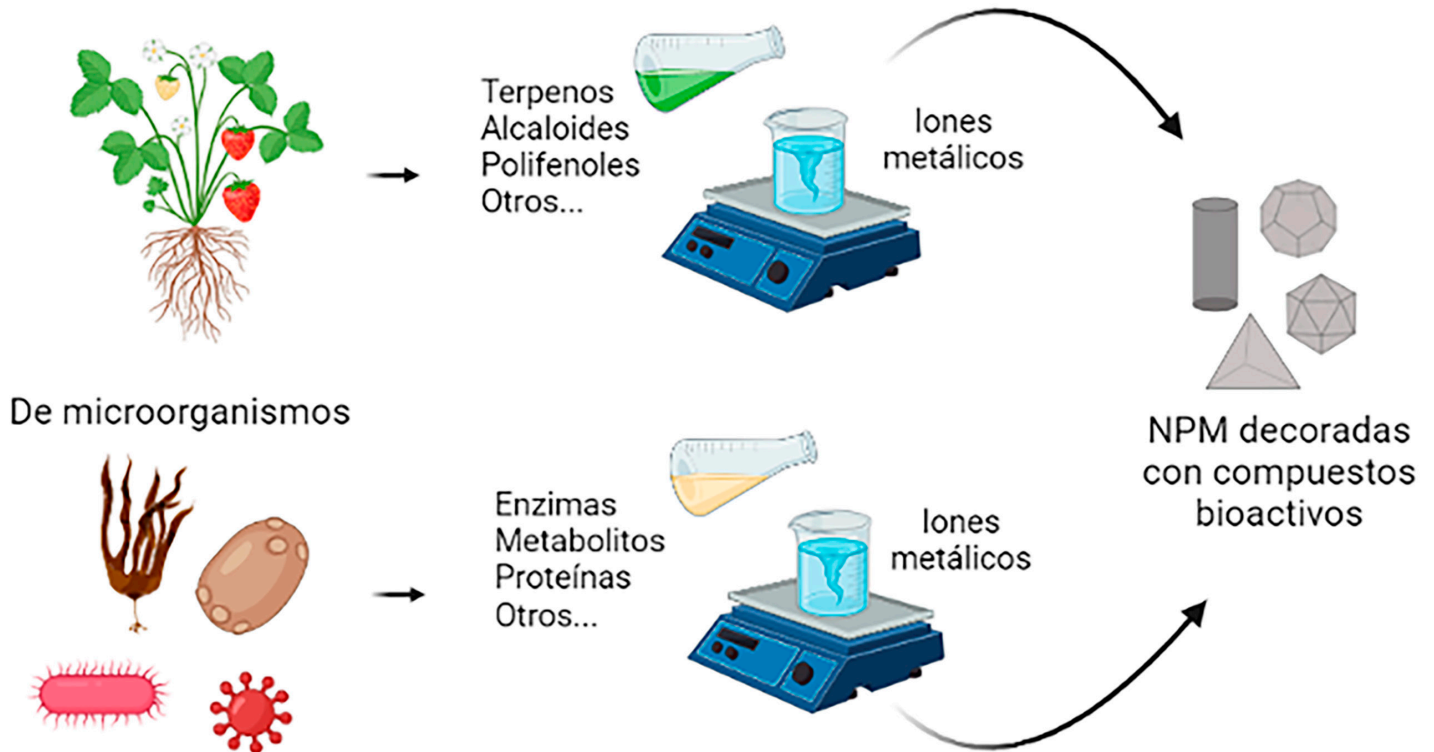 Terpenos
Alcaloides
Polifenoles
Otros...
Iones
metálicos
De microorganismos
Enzimas
Metabolitos
Proteínas
Otros...
Iones
metálicos
NPM decoradas
con compuestos
bioactivos